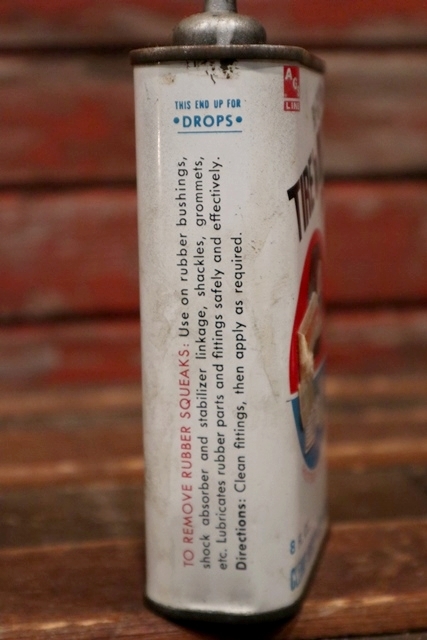 THIS END UP FOR
• DROPS •
TO REMOVE RUBBER SQUEAKS: Use on rubber bushings,
shock absorber and stabilizer linkage, shackles, grommets,
etc. Lubricates rubber parts and fittings safely and effectively.
Directions: Clean fittings, then apply as required.
8